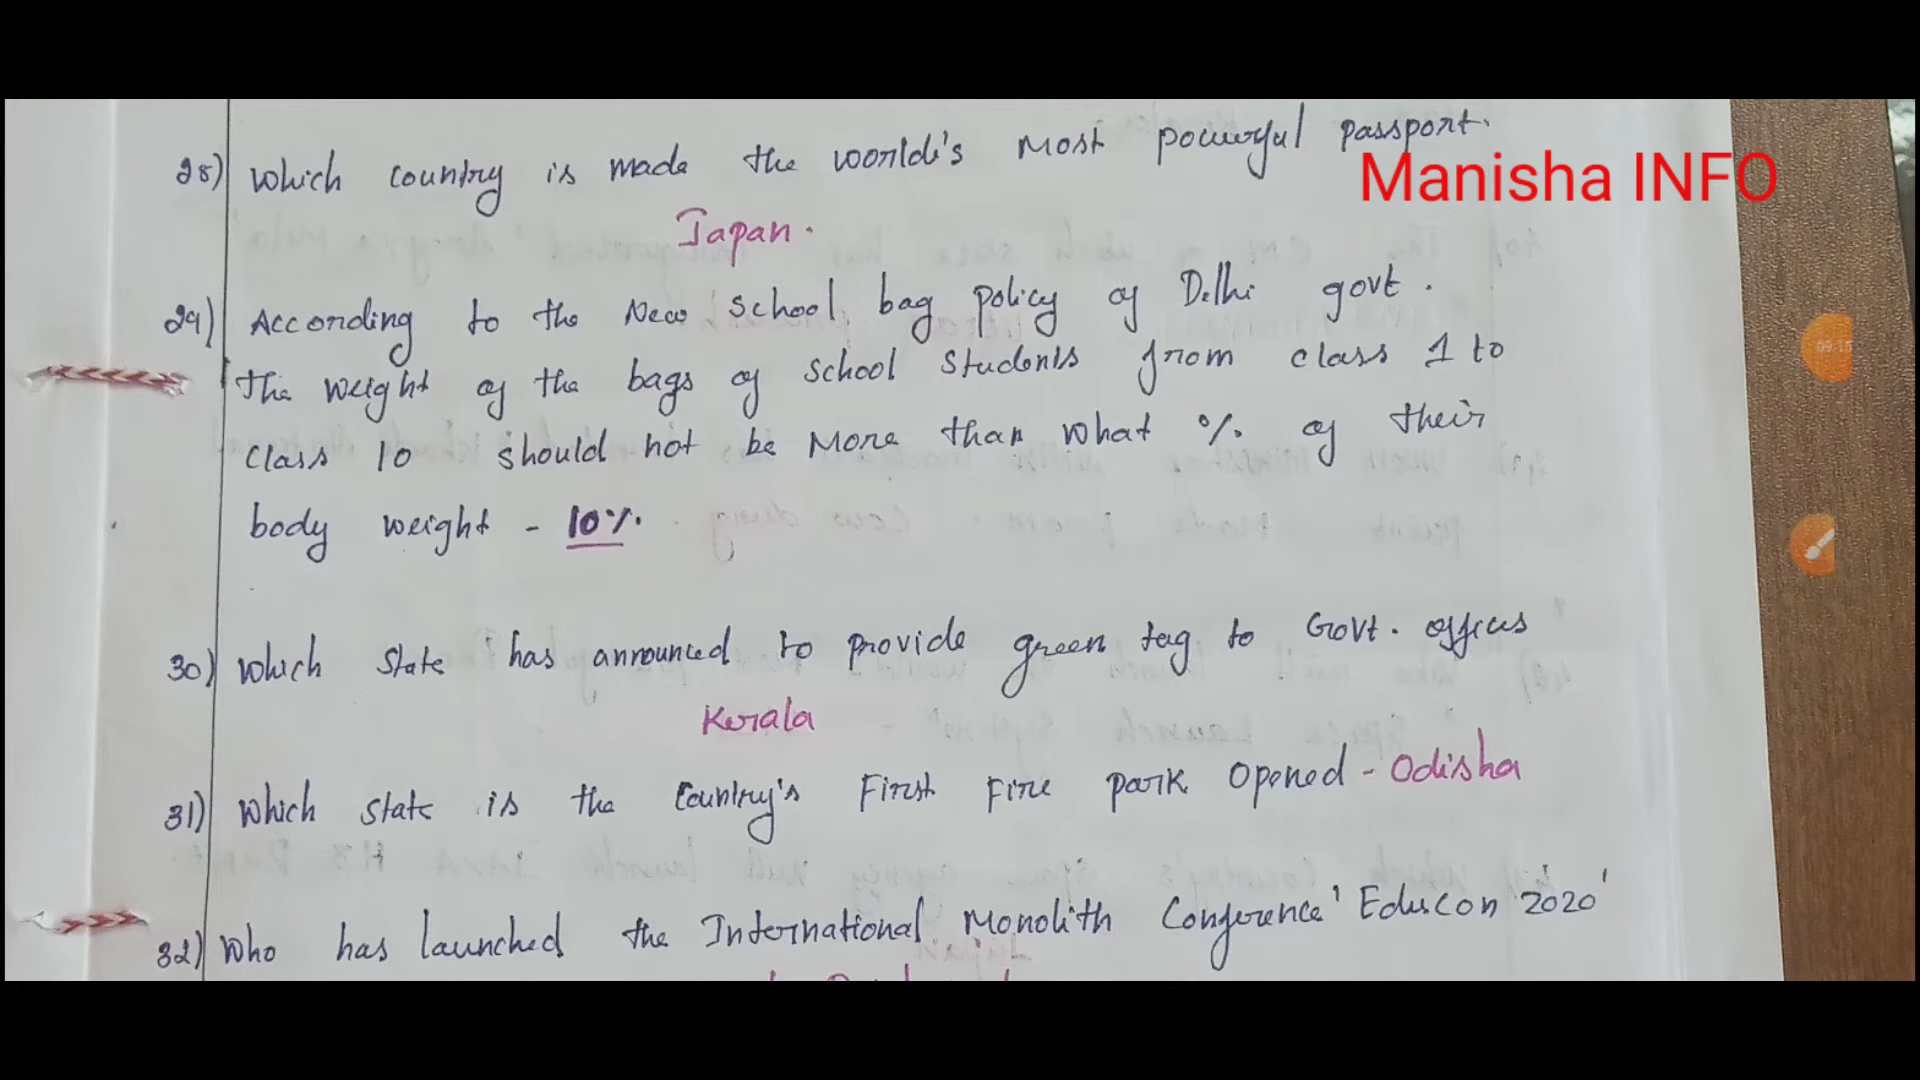 28) Which country is made the world's most powerful passport.
Manisha INFO
Japan.
29) According to the New School bag policy of Delhi govt.
The weight of the bags of School Students from class 1 to
class 10 should not be More than what % of their
body weight - 10%.
09:15
30) Which state has announced to provide green tag to Govt. offices
Kerala
31) Which state is the Country's First Fire park Opened - Odisha
32) Who has launched the International Monolith Conference 'Educon 2020'